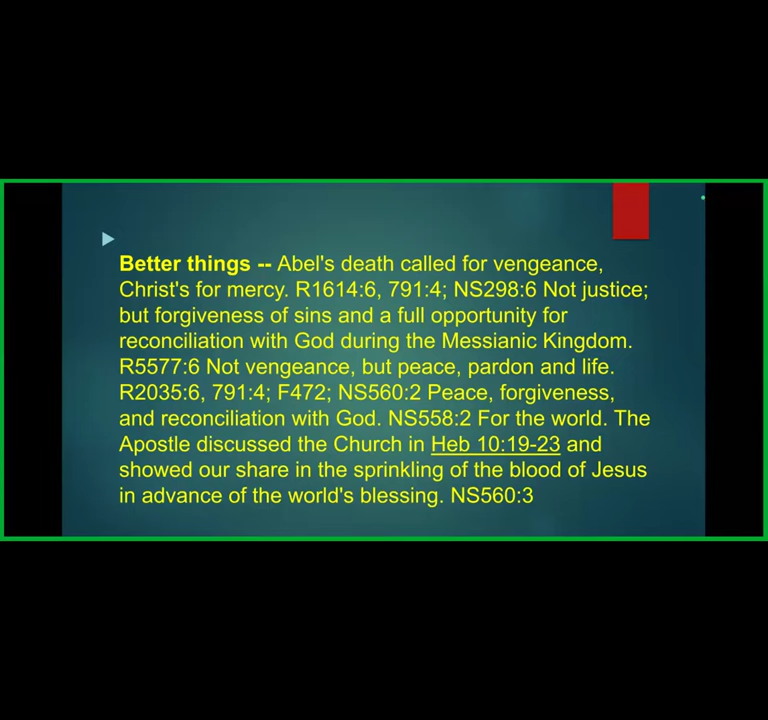 Better things -- Abel's death called for vengeance,
Christ's for mercy. R1614:6, 791:4; NS298:6 Not justice;
but forgiveness of sins and a full opportunity for
reconciliation with God during the Messianic Kingdom.
R5577:6 Not vengeance, but peace, pardon and life.
R2035:6, 791:4; F472; NS560:2 Peace, forgiveness,
and reconciliation with God. NS558:2 For the world. The
Apostle discussed the Church in Heb 10:19-23 and
showed our share in the sprinkling of the blood of Jesus
in advance of the world's blessing. NS560:3